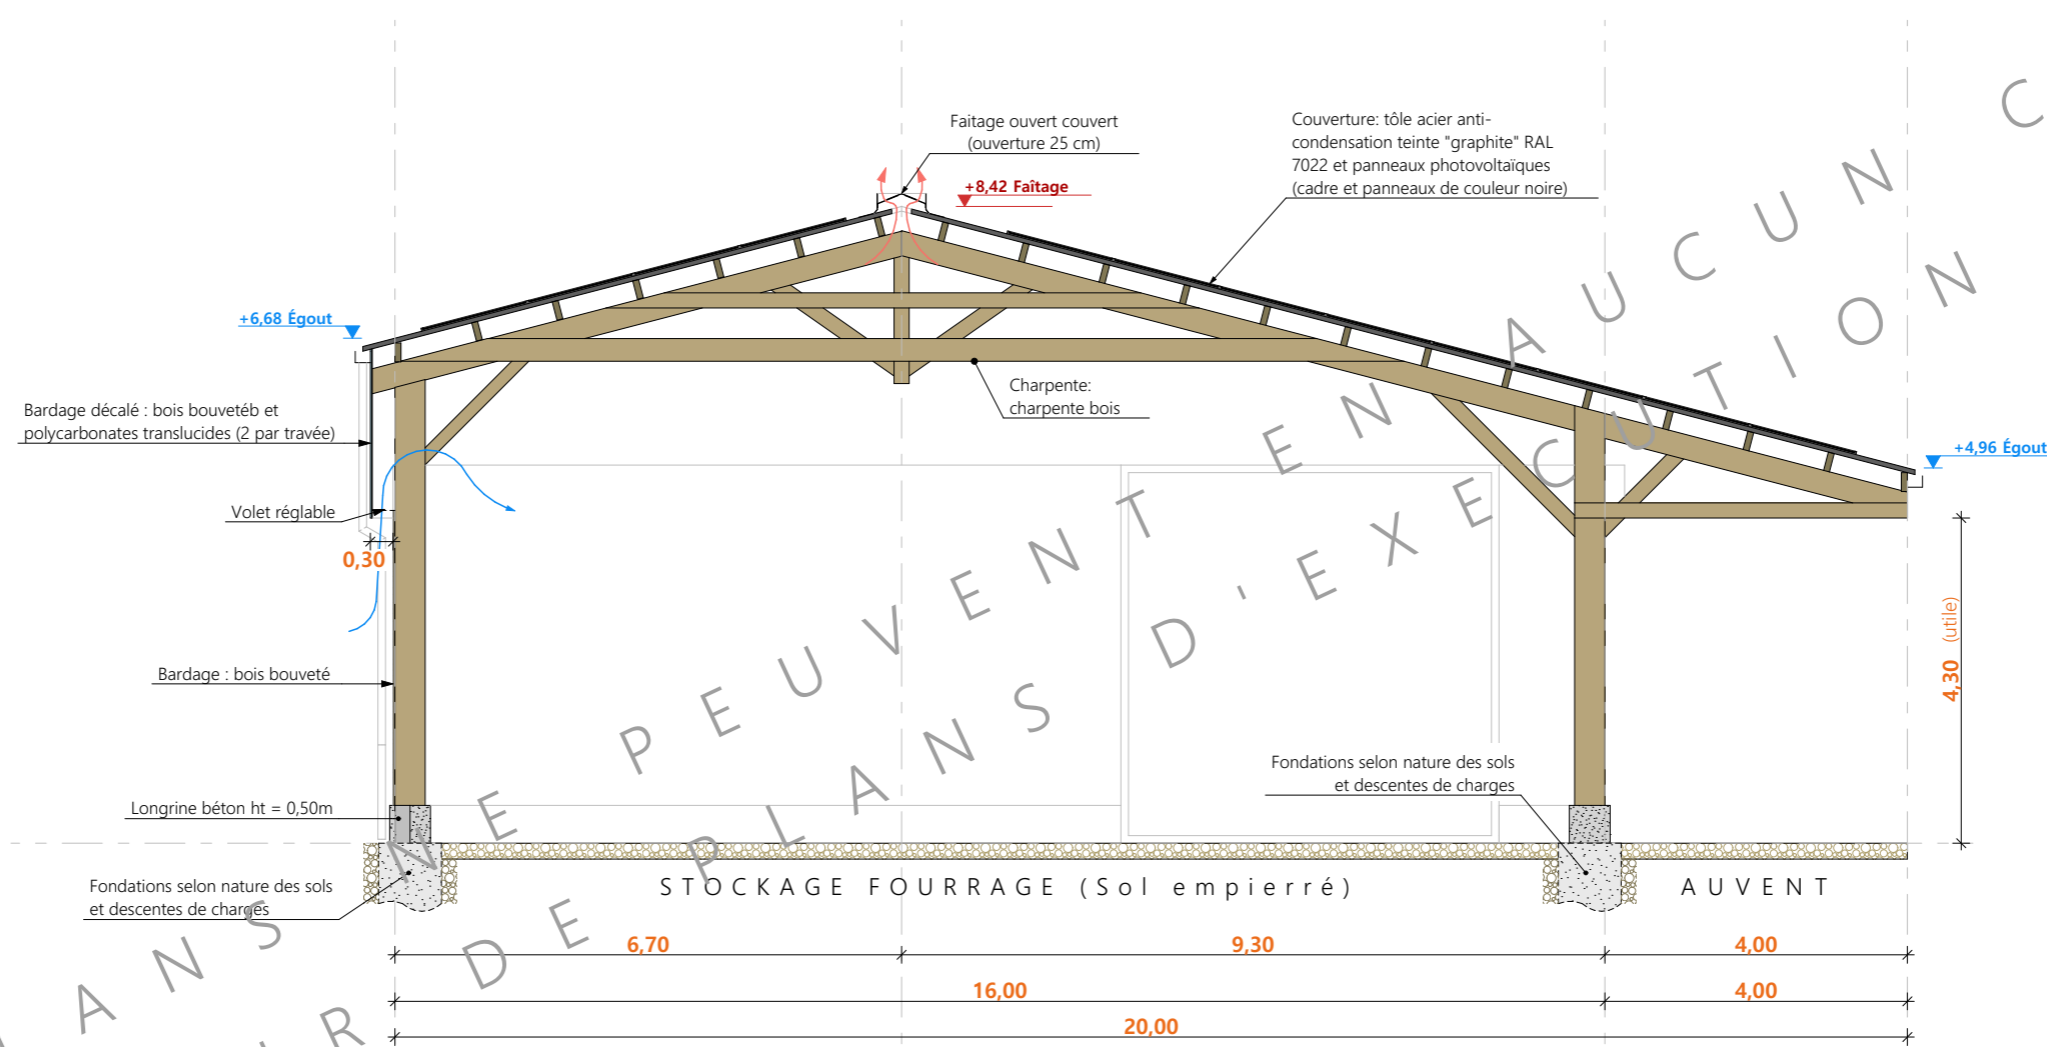 Faitage ouvert couvert
(ouverture 25 cm)
+8,42 Faîtage
Couverture: tôle acier anti-
condensation teinte "graphite" RAL
7022 et panneaux photovoltaïques
(cadre et panneaux de couleur noire)
+6,68 Égout
Charpente:
charpente bois
Bardage décalé : bois bouvetéb et
polycarbonates translucides (2 par travée)
+4,96 Égout
Volet réglable
0,30
4,30 (utile)
Bardage : bois bouveté
Fondations selon nature des sols
et descentes de charges
Longrine béton ht = 0,50m
Fondations selon nature des sols
et descentes de charges
STOCKAGE FOURRAGE (Sol empierré)
AUVENT
6,70
9,30
4,00
16,00
4,00
20,00
LANS NE PEUVENT EN AUCUN C
R DE PLANS D'EXECUTION